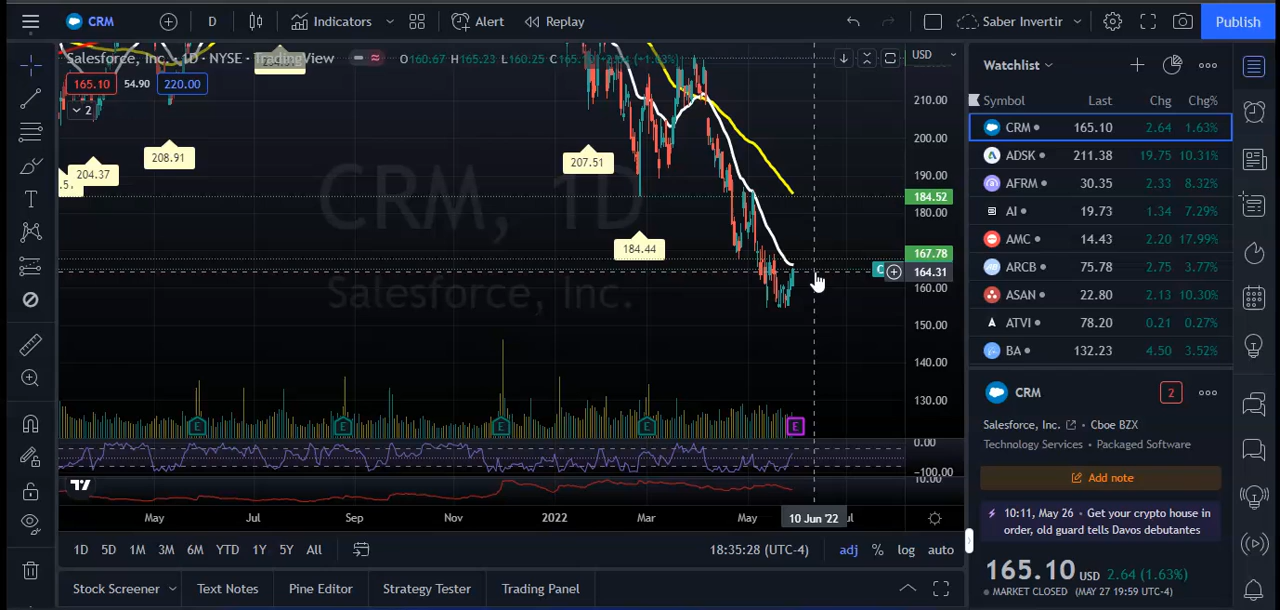 CRM
D
Indicators
Alert
Replay
Saber Invertir
Publish
Salesforce, Inc. · 1D · NYSE · TradingView
O160.67 H165.23 L160.25
165.10
54.90
220.00
2
USD
210.00
200.00
190.00
184.52
180.00
167.78
164.31
160.00
150.00
140.00
130.00
0.00
−100.00
10.00
204.37
208.91
207.51
184.44
CRM, 1D
Salesforce, Inc.
C
E
E
E
E
E
May
Jul
Sep
Nov
2022
Mar
May
10 Jun '22
1D
5D
1M
3M
6M
YTD
1Y
5Y
All
18:35:28 (UTC-4)
adj
%
log
auto
Stock Screener
Text Notes
Pine Editor
Strategy Tester
Trading Panel
Watchlist
Symbol Last Chg Chg%
CRM 165.10 2.64 1.63%
ADSK 211.38 19.75 10.31%
AFRM 30.35 2.33 8.32%
AI 19.73 1.34 7.29%
AMC 14.43 2.20 17.99%
ARCB 75.78 2.75 3.77%
ASAN 22.80 2.13 10.30%
ATVI 78.20 0.21 0.27%
BA 132.23 4.50 3.52%
CRM
2
Salesforce, Inc. • Cboe BZX
Technology Services • Packaged Software
Add note
10:11, May 26 • Get your crypto house in
order, old guard tells Davos debutantes
165.10 USD 2.64 (1.63%)
MARKET CLOSED (MAY 27 19:59 UTC-4)